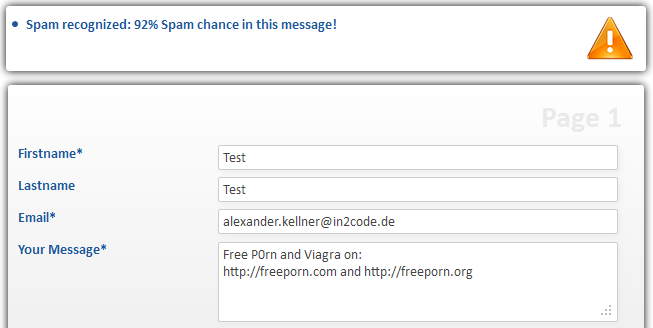 Spam recognized: 92% Spam chance in this message!
Page 1
Firstname*
Test
Lastname
Test
Email*
alexander.kellner@in2code.de
Your Message*
Free P0rn and Viagra on:
http://freeporn.com and http://freeporn.org